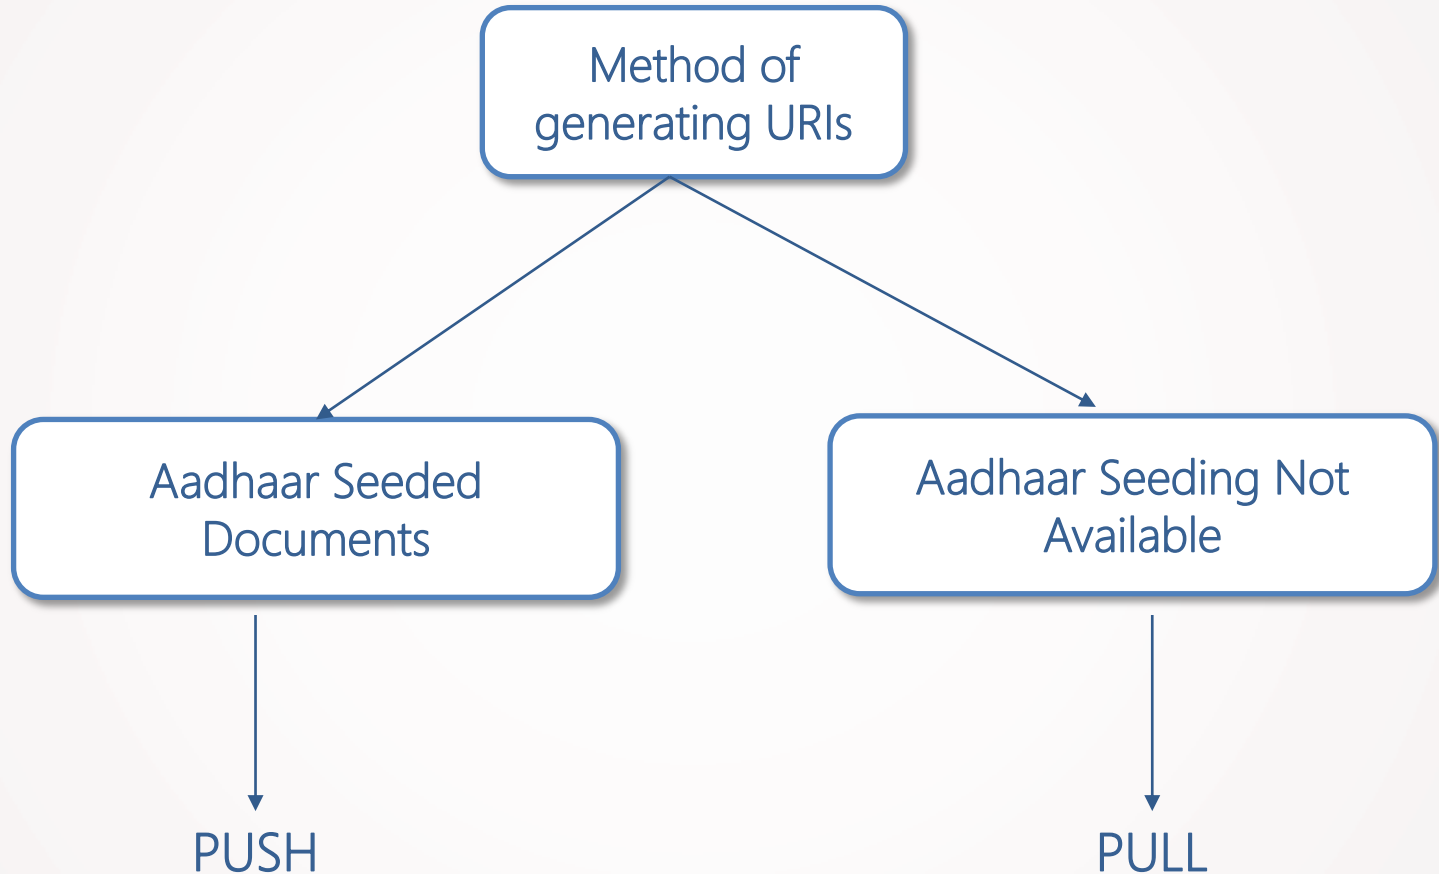 Method of
generating URIs
Aadhaar Seeded
Documents
Aadhaar Seeding Not
Available
PUSH
PULL